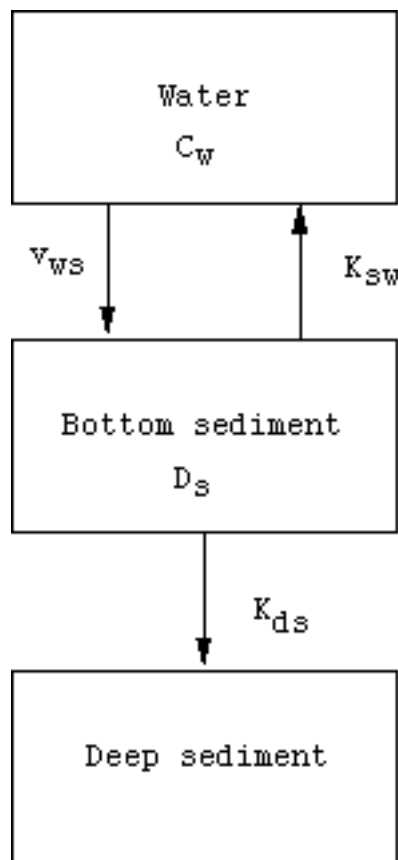 Water
C_w
v_ws
K_sw
Bottom sediment
D_s
K_ds
Deep sediment